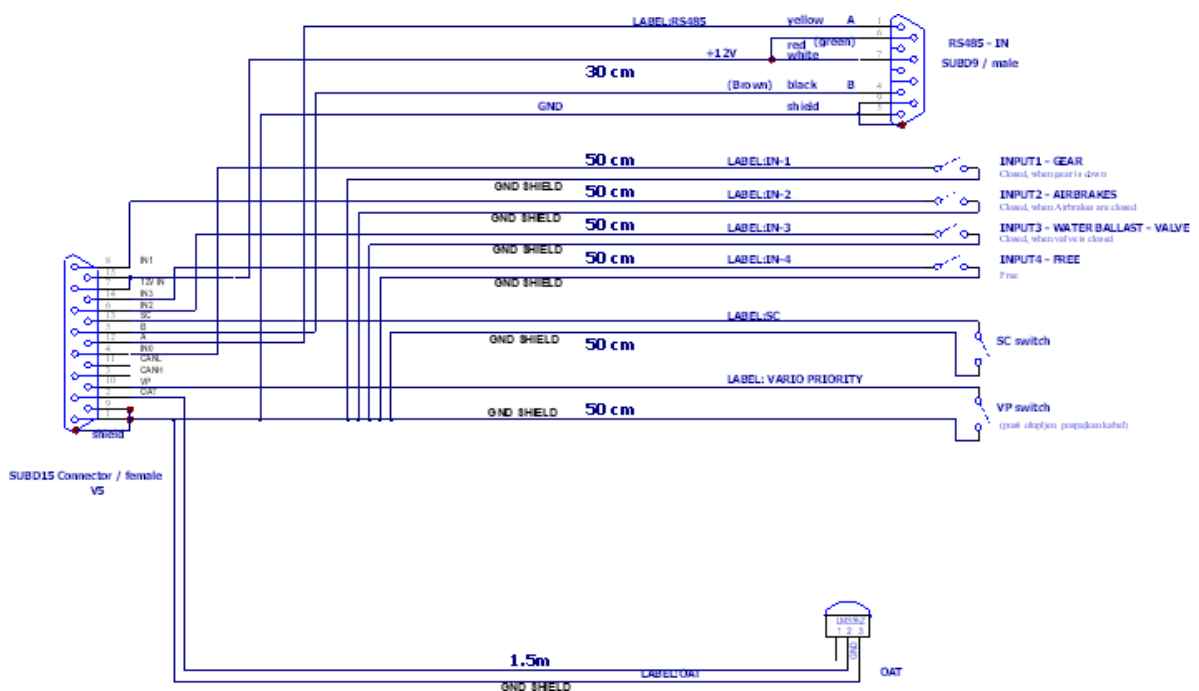 LABEL:RS485 yellow A 1
6
red (green)
+12V white 7
RS485 - IN
SUBD9 / male
30 cm
(Brown) black B 4
9
GND shield 5
50 cm LABEL:IN-1 INPUT1 - GEAR
Closed, when gear is down
GND SHIELD
50 cm LABEL:IN-2 INPUT2 - AIRBRAKES
Closed, when Airbrakes are closed
GND SHIELD
50 cm LABEL:IN-3 INPUT3 - WATER BALLAST - VALVE
Closed, when valve is closed
GND SHIELD
50 cm LABEL:IN-4 INPUT4 - FREE
Free
GND SHIELD
8 IN1
15
7 12V IN
14 IN3
6 IN2
13 SC
5 B
12 A
4 IN0
11 CANL
3 CANH
10 VP
2 OAT
9
1
shield
LABEL:SC
GND SHIELD
50 cm
SC switch
LABEL: VARIO PRIORITY
GND SHIELD
50 cm
VP switch
SUBD15 Connector / female
V5
1 2 3
GND
1.5m
LABEL:OAT
OAT
GND SHIELD